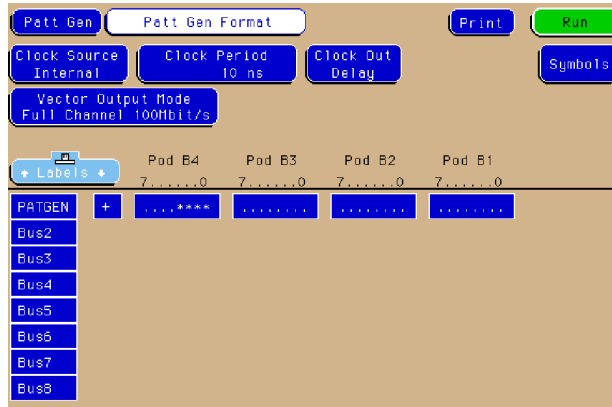 Patt Gen Patt Gen Format Print Run
Clock Source Clock Period Clock Out Symbols
Internal 10 ns Delay
Vector Output Mode
Full Channel 100Mbit/s
Labels Pod B4 Pod B3 Pod B2 Pod B1
7......0 7......0 7......0 7......0
PATGEN + ....**** ........ ........ ........
Bus2
Bus3
Bus4
Bus5
Bus6
Bus7
Bus8